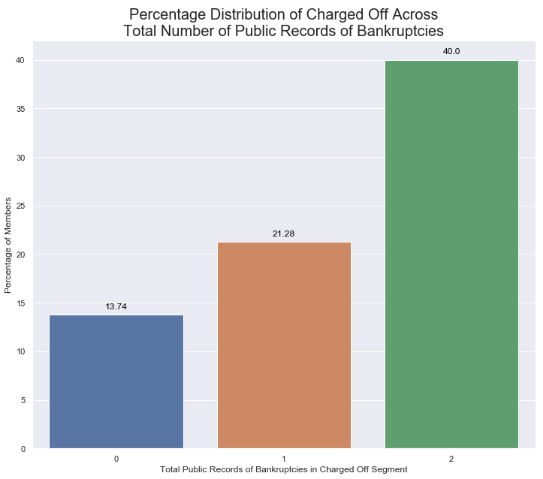 Percentage Distribution of Charged Off Across
Total Number of Public Records of Bankruptcies
40.0
40
35
30
25
21.28
20
15
13.74
10
5
0
Percentage of Members
0 1 2
Total Public Records of Bankruptcies in Charged Off Segment